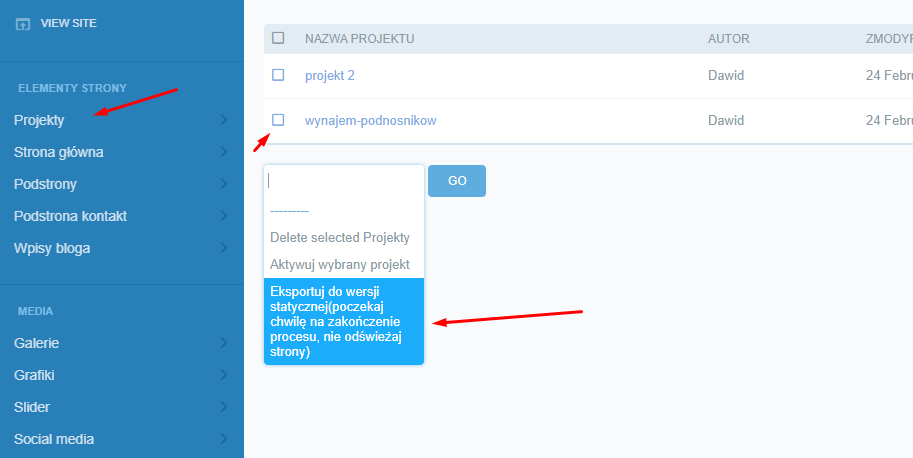 VIEW SITE
ELEMENTY STRONY
Projekty
Strona główna
Podstrony
Podstrona kontakt
Wpisy bloga
MEDIA
Galerie
Grafiki
Slider
Social media
NAZWA PROJEKTU AUTOR ZMODYF
projekt 2 Dawid 24 Febru
wynajem-podnosnikow Dawid 24 Febru
GO
---------
Delete selected Projekty
Aktywuj wybrany projekt
Eksportuj do wersji
statycznej(poczekaj
chwilę na zakończenie
procesu, nie odświeżaj
strony)